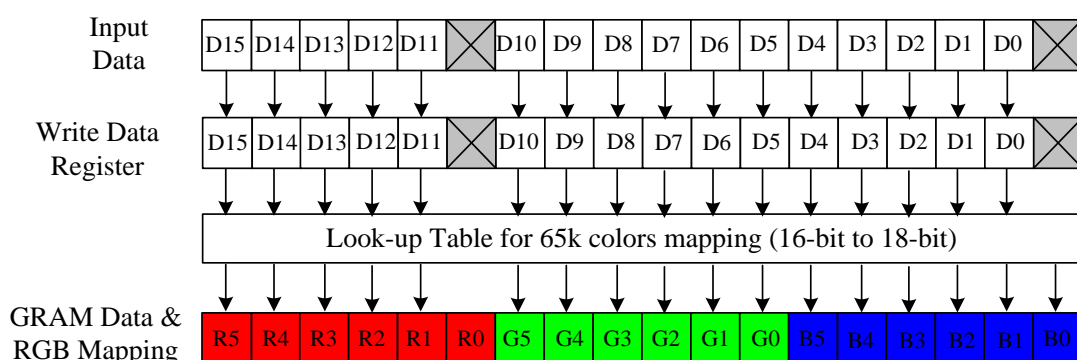 Input
Data
D15 D14 D13 D12 D11 D10 D9 D8 D7 D6 D5 D4 D3 D2 D1 D0
Write Data
Register
D15 D14 D13 D12 D11 D10 D9 D8 D7 D6 D5 D4 D3 D2 D1 D0
Look-up Table for 65k colors mapping (16-bit to 18-bit)
GRAM Data &
RGB Mapping
R5 R4 R3 R2 R1 R0 G5 G4 G3 G2 G1 G0 B5 B4 B3 B2 B1 B0